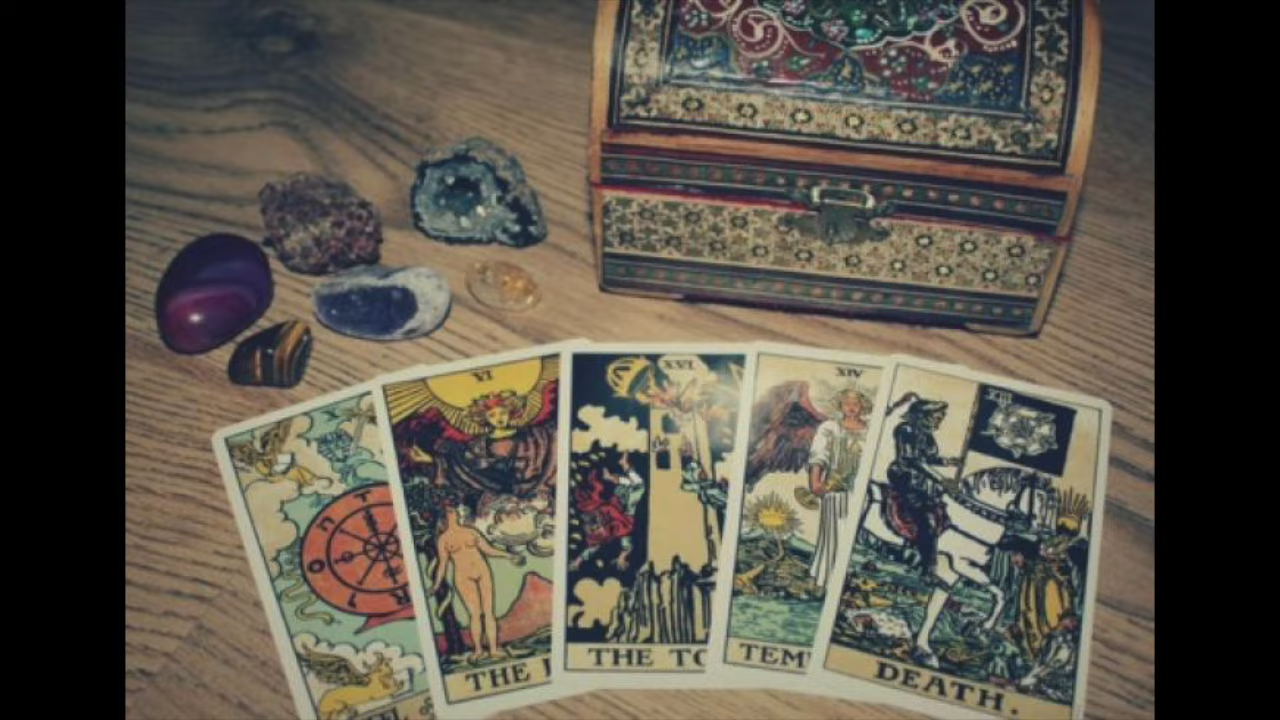 VI
XVI
XIV
XIII
T
O
R
THE
THE TO
TEM
DEATH.